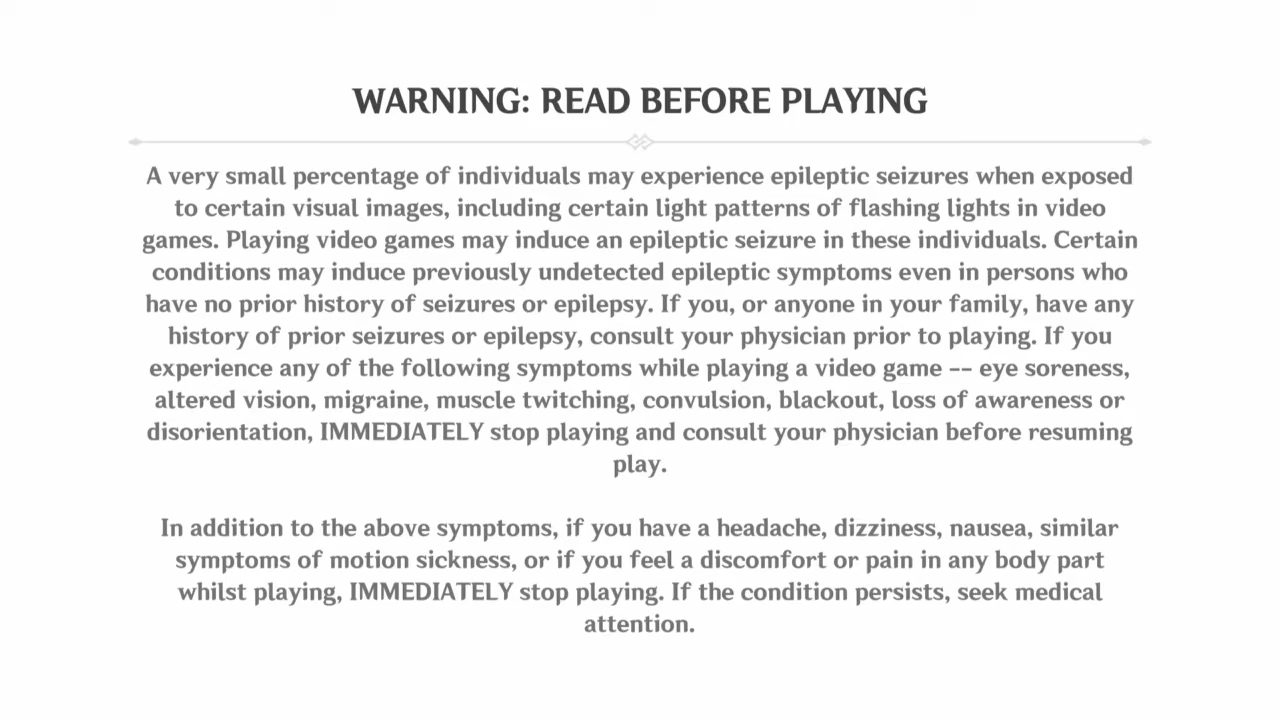 WARNING: READ BEFORE PLAYING
A very small percentage of individuals may experience epileptic seizures when exposed
to certain visual images, including certain light patterns of flashing lights in video
games. Playing video games may induce an epileptic seizure in these individuals. Certain
conditions may induce previously undetected epileptic symptoms even in persons who
have no prior history of seizures or epilepsy. If you, or anyone in your family, have any
history of prior seizures or epilepsy, consult your physician prior to playing. If you
experience any of the following symptoms while playing a video game -- eye soreness,
altered vision, migraine, muscle twitching, convulsion, blackout, loss of awareness or
disorientation, IMMEDIATELY stop playing and consult your physician before resuming
play.
In addition to the above symptoms, if you have a headache, dizziness, nausea, similar
symptoms of motion sickness, or if you feel a discomfort or pain in any body part
whilst playing, IMMEDIATELY stop playing. If the condition persists, seek medical
attention.